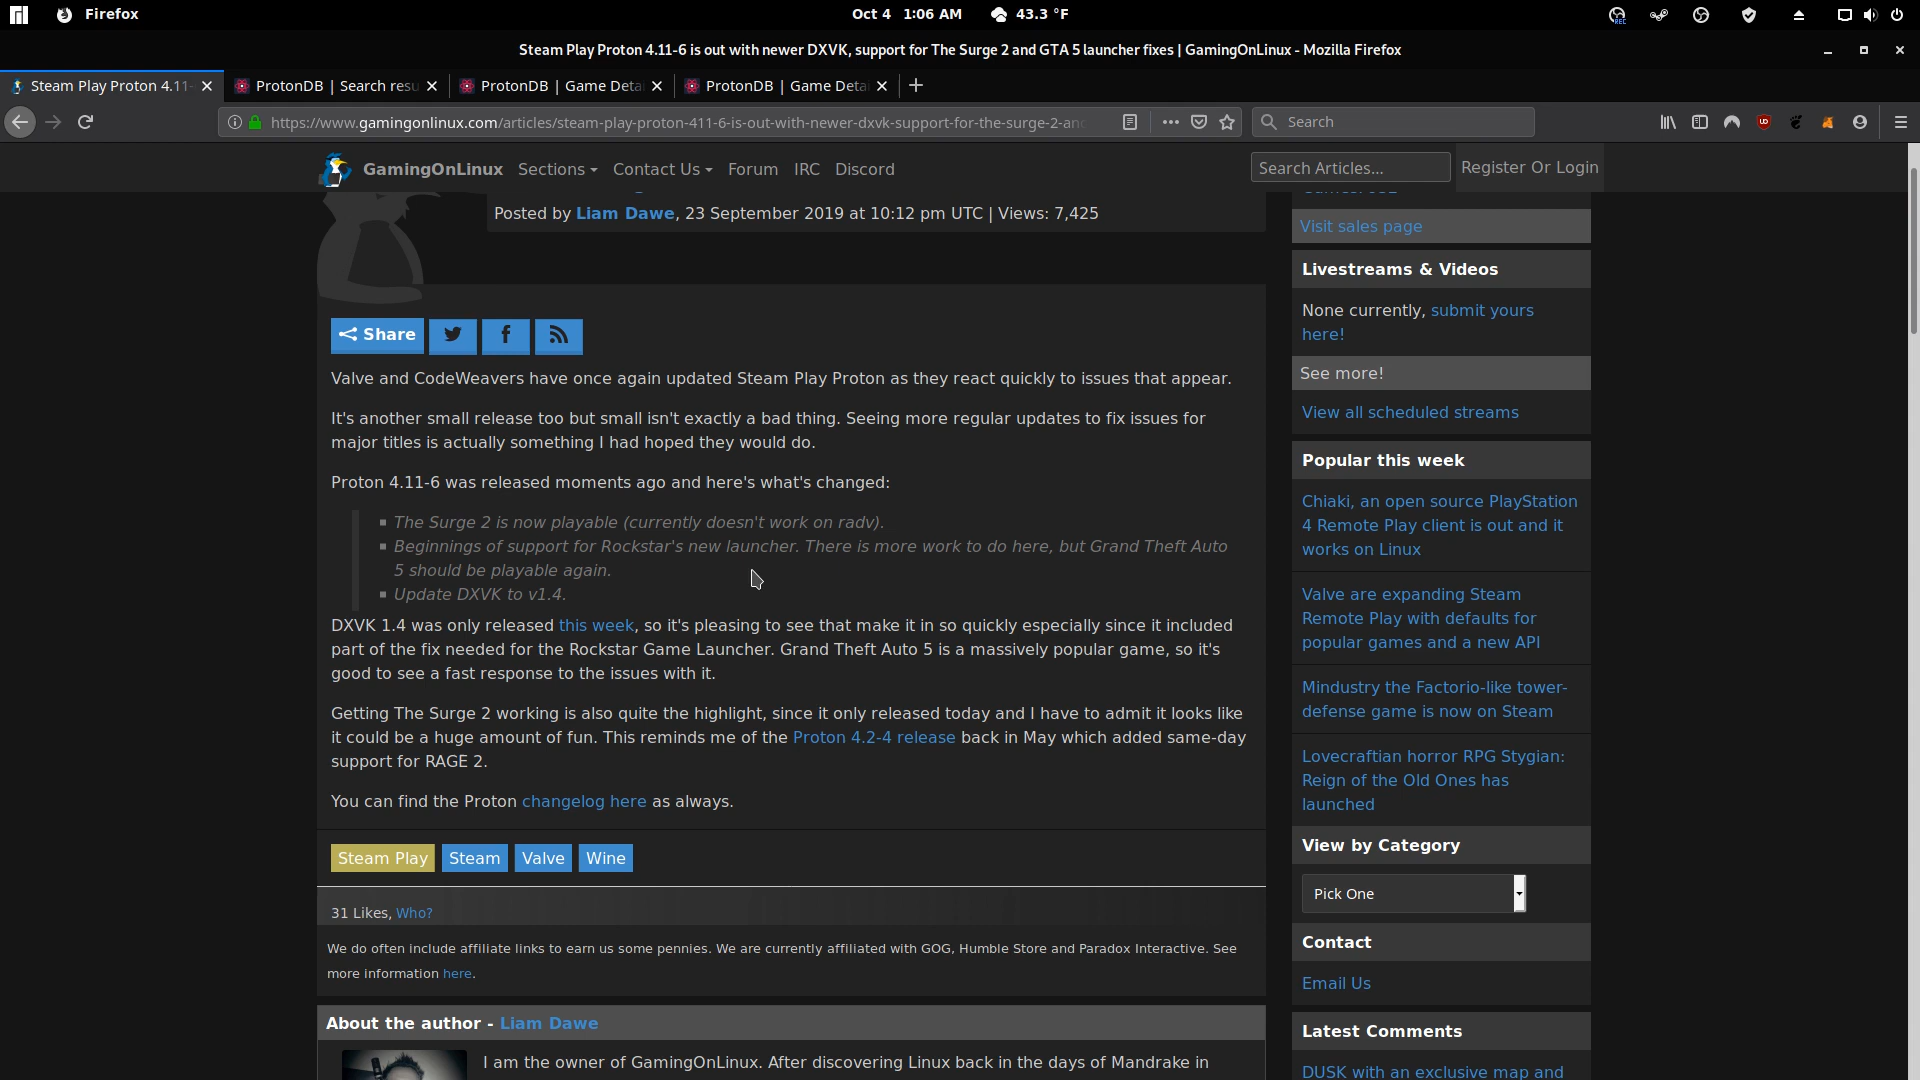 Firefox
Oct 4 1:06 AM 43.3 °F
REC
Steam Play Proton 4.11-6 is out with newer DXVK, support for The Surge 2 and GTA 5 launcher fixes | GamingOnLinux - Mozilla Firefox
Steam Play Proton 4.11-
ProtonDB | Search resu
ProtonDB | Game Deta
ProtonDB | Game Deta
https://www.gamingonlinux.com/articles/steam-play-proton-411-6-is-out-with-newer-dxvk-support-for-the-surge-2-and
Search
GamingOnLinux Sections Contact Us Forum IRC Discord
Search Articles...
Register Or Login
Posted by Liam Dawe, 23 September 2019 at 10:12 pm UTC | Views: 7,425
Share
Valve and CodeWeavers have once again updated Steam Play Proton as they react quickly to issues that appear.
It's another small release too but small isn't exactly a bad thing. Seeing more regular updates to fix issues for
major titles is actually something I had hoped they would do.
Proton 4.11-6 was released moments ago and here's what's changed:
The Surge 2 is now playable (currently doesn't work on radv).
Beginnings of support for Rockstar's new launcher. There is more work to do here, but Grand Theft Auto
5 should be playable again.
Update DXVK to v1.4.
DXVK 1.4 was only released this week, so it's pleasing to see that make it in so quickly especially since it included
part of the fix needed for the Rockstar Game Launcher. Grand Theft Auto 5 is a massively popular game, so it's
good to see a fast response to the issues with it.
Getting The Surge 2 working is also quite the highlight, since it only released today and I have to admit it looks like
it could be a huge amount of fun. This reminds me of the Proton 4.2-4 release back in May which added same-day
support for RAGE 2.
You can find the Proton changelog here as always.
Steam Play Steam Valve Wine
31 Likes, Who?
We do often include affiliate links to earn us some pennies. We are currently affiliated with GOG, Humble Store and Paradox Interactive. See
more information here.
About the author - Liam Dawe
I am the owner of GamingOnLinux. After discovering Linux back in the days of Mandrake in
Visit sales page
Livestreams & Videos
None currently, submit yours
here!
See more!
View all scheduled streams
Popular this week
Chiaki, an open source PlayStation
4 Remote Play client is out and it
works on Linux
Valve are expanding Steam
Remote Play with defaults for
popular games and a new API
Mindustry the Factorio-like tower-
defense game is now on Steam
Lovecraftian horror RPG Stygian:
Reign of the Old Ones has
launched
View by Category
Pick One
Contact
Email Us
Latest Comments
DUSK with an exclusive map and